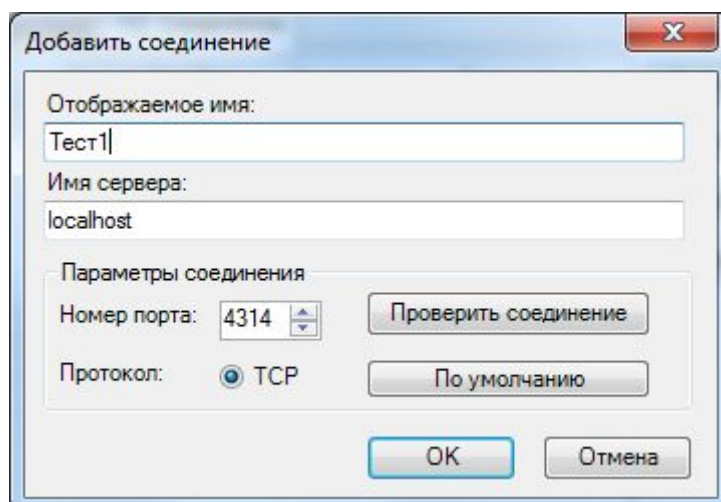 Добавить соединение
Отображаемое имя:
Тест1
Имя сервера:
localhost
Параметры соединения
Номер порта: 4314 Проверить соединение
Протокол: TCP По умолчанию
OK Отмена